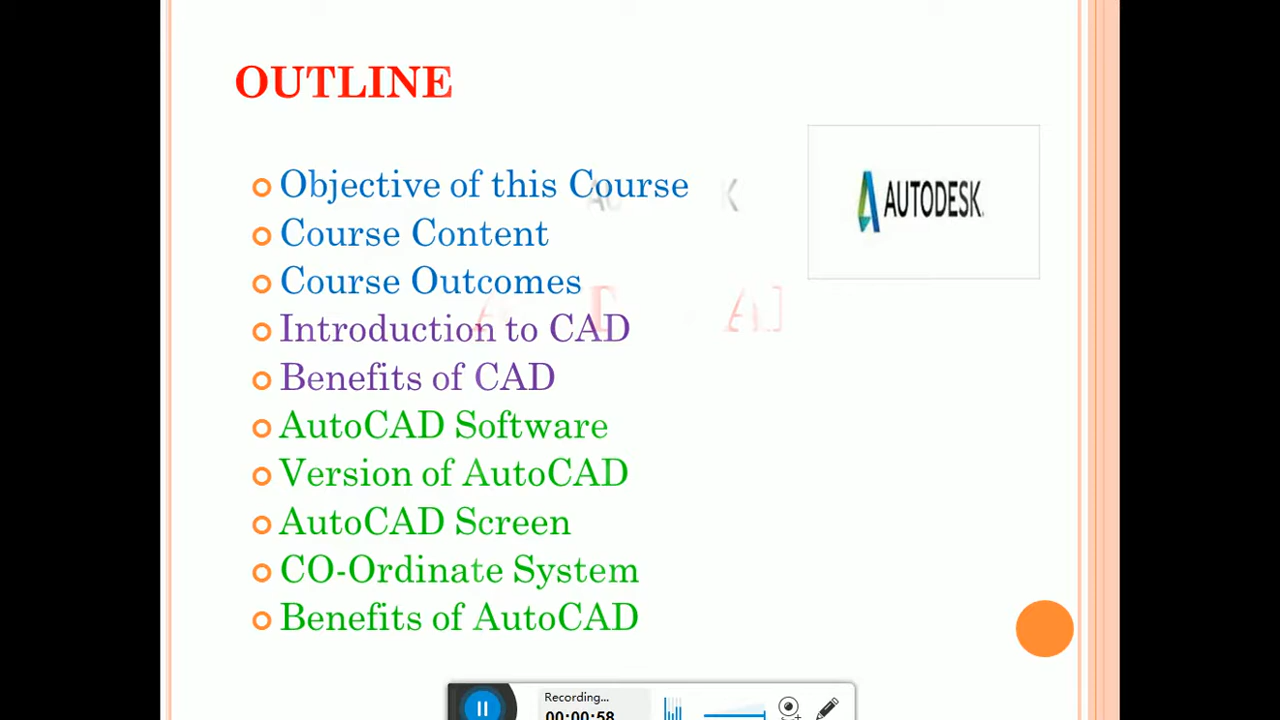 OUTLINE
Objective of this Course
Course Content
Course Outcomes
Introduction to CAD
Benefits of CAD
AutoCAD Software
Version of AutoCAD
AutoCAD Screen
CO-Ordinate System
Benefits of AutoCAD
AUTODESK
Recording...
00:00:58